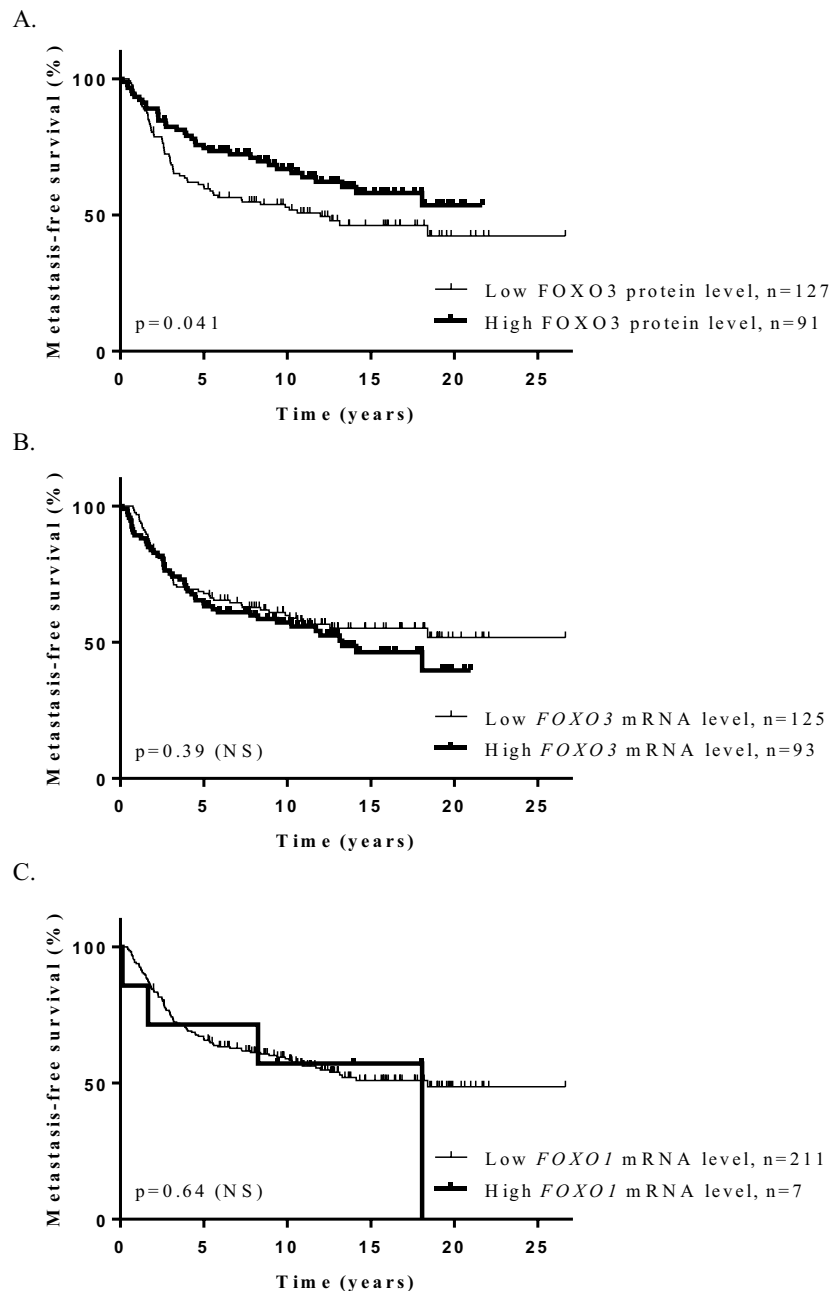 A.
Metastasis-free survival (%)
100
50
0
Low FOXO3 protein level, n=127
High FOXO3 protein level, n=91
p=0.041
0 5 10 15 20 25
Time (years)
B.
Metastasis-free survival (%)
100
50
0
Low FOXO3 mRNA level, n=125
High FOXO3 mRNA level, n=93
p=0.39 (NS)
0 5 10 15 20 25
Time (years)
C.
Metastasis-free survival (%)
100
50
0
Low FOXO1 mRNA level, n=211
High FOXO1 mRNA level, n=7
p=0.64 (NS)
0 5 10 15 20 25
Time (years)